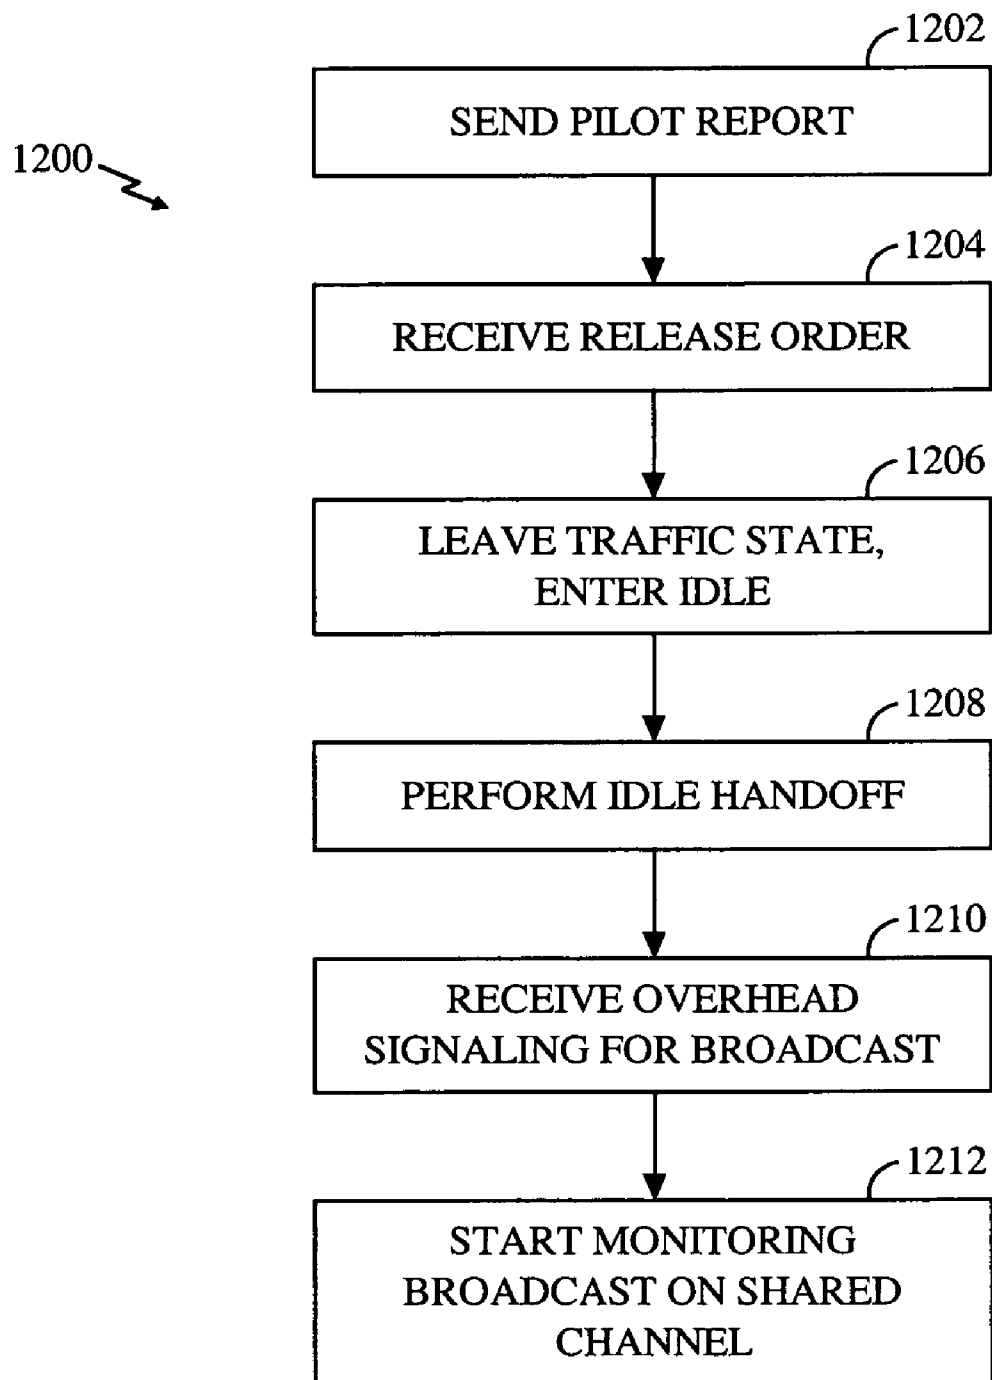 1202
SEND PILOT REPORT
1200
1204
RECEIVE RELEASE ORDER
1206
LEAVE TRAFFIC STATE,
ENTER IDLE
1208
PERFORM IDLE HANDOFF
1210
RECEIVE OVERHEAD
SIGNALING FOR BROADCAST
1212
START MONITORING
BROADCAST ON SHARED
CHANNEL